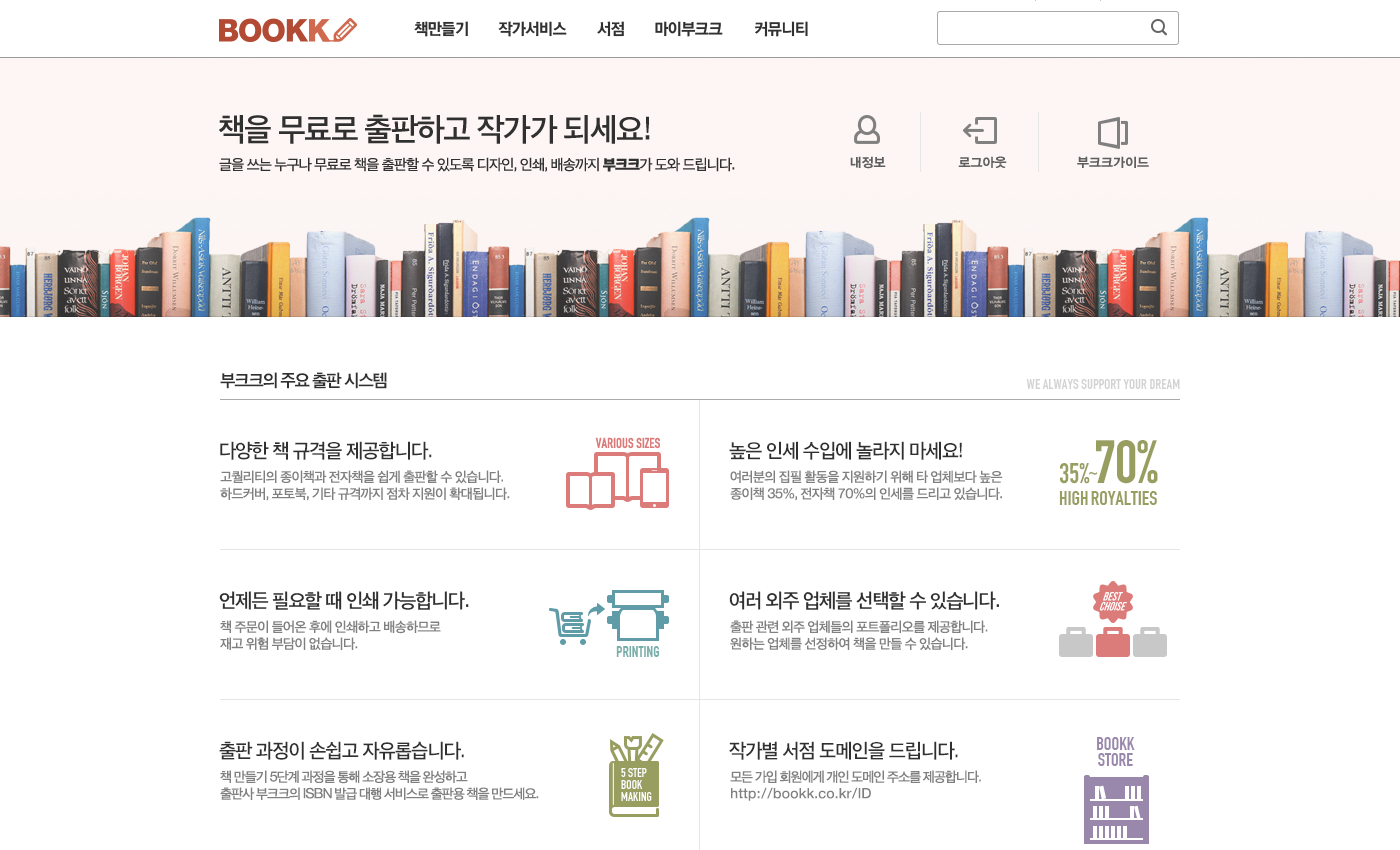 BOOKK
책만들기 작가서비스 서점 마이부크크 커뮤니티
책을 무료로 출판하고 작가가 되세요!
글을 쓰는 누구나 무료로 책을 출판할 수 있도록 디자인, 인쇄, 배송까지 부크크가 도와 드립니다.
내정보 로그아웃 부크크가이드
부크크의 주요 출판 시스템
WE ALWAYS SUPPORT YOUR DREAM
다양한 책 규격을 제공합니다.
고퀄리티의 종이책과 전자책을 쉽게 출판할 수 있습니다.
하드커버, 포토북, 기타 규격까지 점차 지원이 확대됩니다.
VARIOUS SIZES
높은 인세 수입에 놀라지 마세요!
여러분의 집필 활동을 지원하기 위해 타 업체보다 높은
종이책 35%, 전자책 70%의 인세를 드리고 있습니다.
35%~70%
HIGH ROYALTIES
언제든 필요할 때 인쇄 가능합니다.
책 주문이 들어온 후에 인쇄하고 배송하므로
재고 위험 부담이 없습니다.
PRINTING
여러 외주 업체를 선택할 수 있습니다.
출판 관련 외주 업체들의 포트폴리오를 제공합니다.
원하는 업체를 선정하여 책을 만들 수 있습니다.
BEST
CHOISE
출판 과정이 손쉽고 자유롭습니다.
책 만들기 5단계 과정을 통해 소장용 책을 완성하고
출판사 부크크의 ISBN 발급 대행 서비스로 출판용 책을 만드세요.
5 STEP
BOOK
MAKING
작가별 서점 도메인을 드립니다.
모든 가입 회원에게 개인 도메인 주소를 제공합니다.
http://bookk.co.kr/ID
BOOKK
STORE